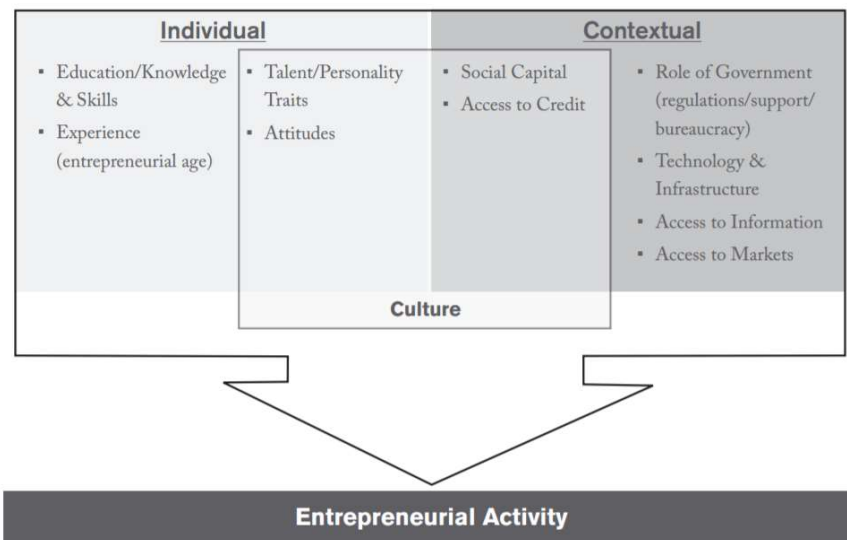 Individual
▪ Education/Knowledge
& Skills
▪ Experience
(entrepreneurial age)
▪ Talent/Personality
Traits
▪ Attitudes
Contextual
▪ Social Capital
▪ Access to Credit
▪ Role of Government
(regulations/support/
bureaucracy)
▪ Technology &
Infrastructure
▪ Access to Information
▪ Access to Markets
Culture
Entrepreneurial Activity